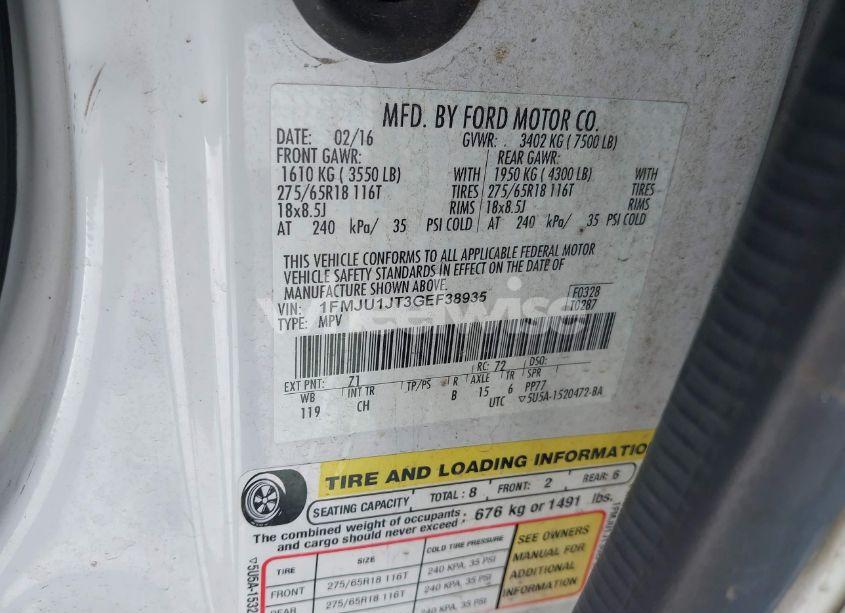 MFD. BY FORD MOTOR CO.
DATE: 02/16 GVWR: 3402 KG ( 7500 LB)
FRONT GAWR: REAR GAWR:
1610 KG ( 3550 LB) WITH 1950 KG ( 4300 LB) WITH
275/65R18 116T TIRES 275/65R18 116T TIRES
18x8.5J RIMS 18x8.5J RIMS
AT 240 kPa/ 35 PSI COLD AT 240 kPa/ 35 PSI COLD
THIS VEHICLE CONFORMS TO ALL APPLICABLE FEDERAL MOTOR
VEHICLE SAFETY STANDARDS IN EFFECT ON THE DATE OF
MANUFACTURE SHOWN ABOVE.
VIN: 1FMJU1JT3GEF38935 F0328
TYPE: MPV T0287
RC: 72 DSO:
EXT PNT: Z1
WB INT TR TP/PS R AXLE TR SPR
119 CH B 15 6 PP77
UTC ▽5U5A-1520472-BA
TIRE AND LOADING INFORMATION
SEATING CAPACITY TOTAL : 8 FRONT: 2 REAR: 6
The combined weight of occupants and cargo should never exceed : 676 kg or 1491 lbs.
TIRE SIZE COLD TIRE PRESSURE
FRONT 275/65R18 116T 240 KPA, 35 PSI
REAR 275/65R18 116T 240 KPA, 35 PSI
SEE OWNERS
MANUAL FOR
ADDITIONAL
INFORMATION
wheelwise